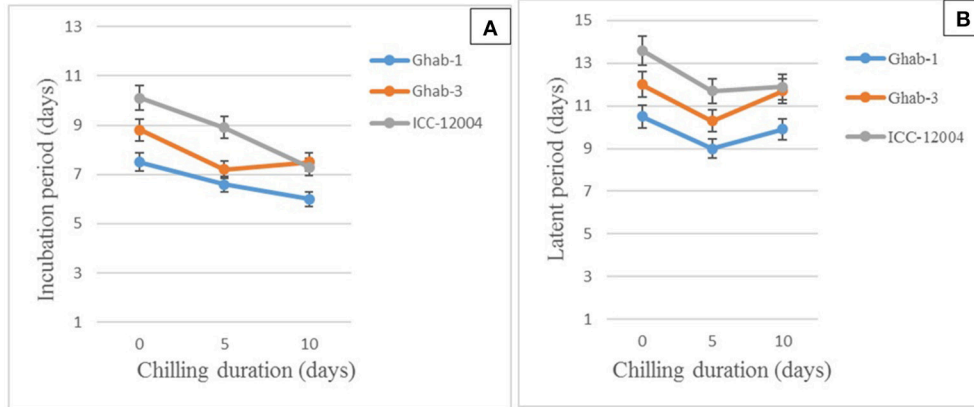 A
13
11
9
7
5
3
1
0 5 10
Incubation period (days)
Chilling duration (days)
Ghab-1
Ghab-3
ICC-12004
B
15
13
11
9
7
5
3
1
0 5 10
Latent period (days)
Chilling duration (days)
Ghab-1
Ghab-3
ICC-12004